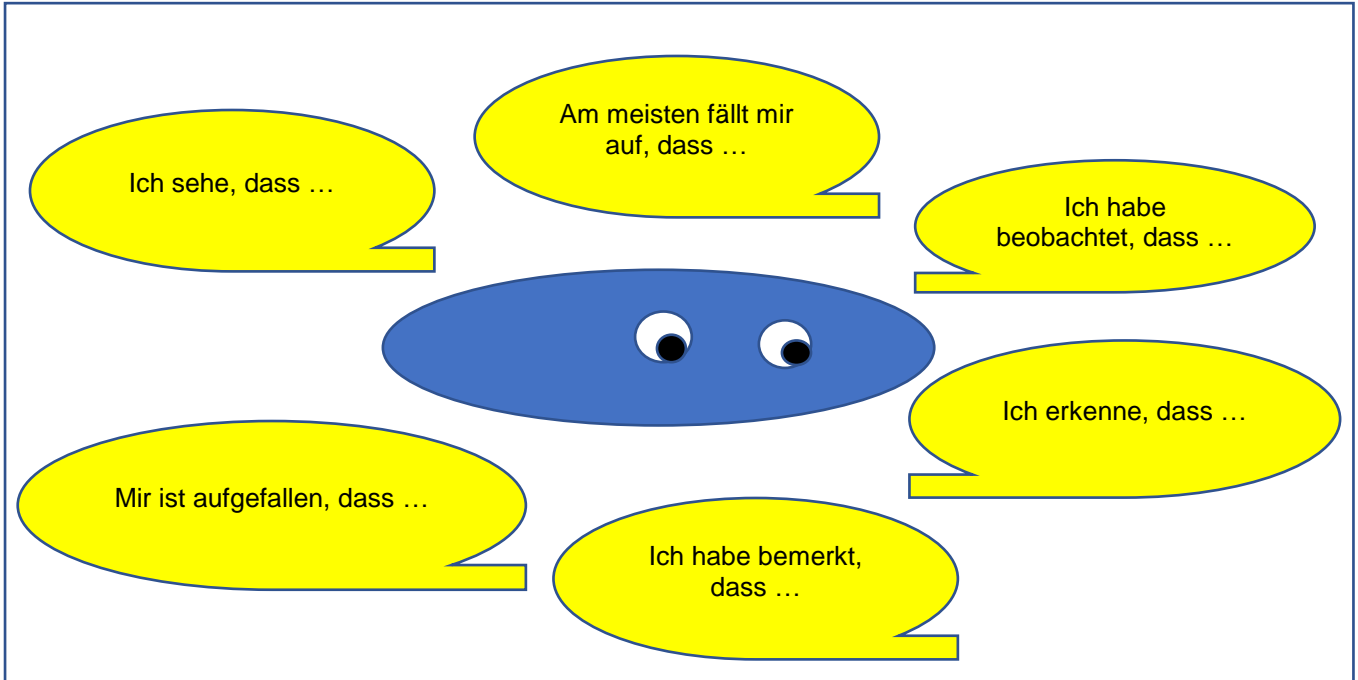 Am meisten fällt mir
auf, dass …
Ich sehe, dass …
Ich habe
beobachtet, dass …
Ich erkenne, dass …
Mir ist aufgefallen, dass …
Ich habe bemerkt,
dass …